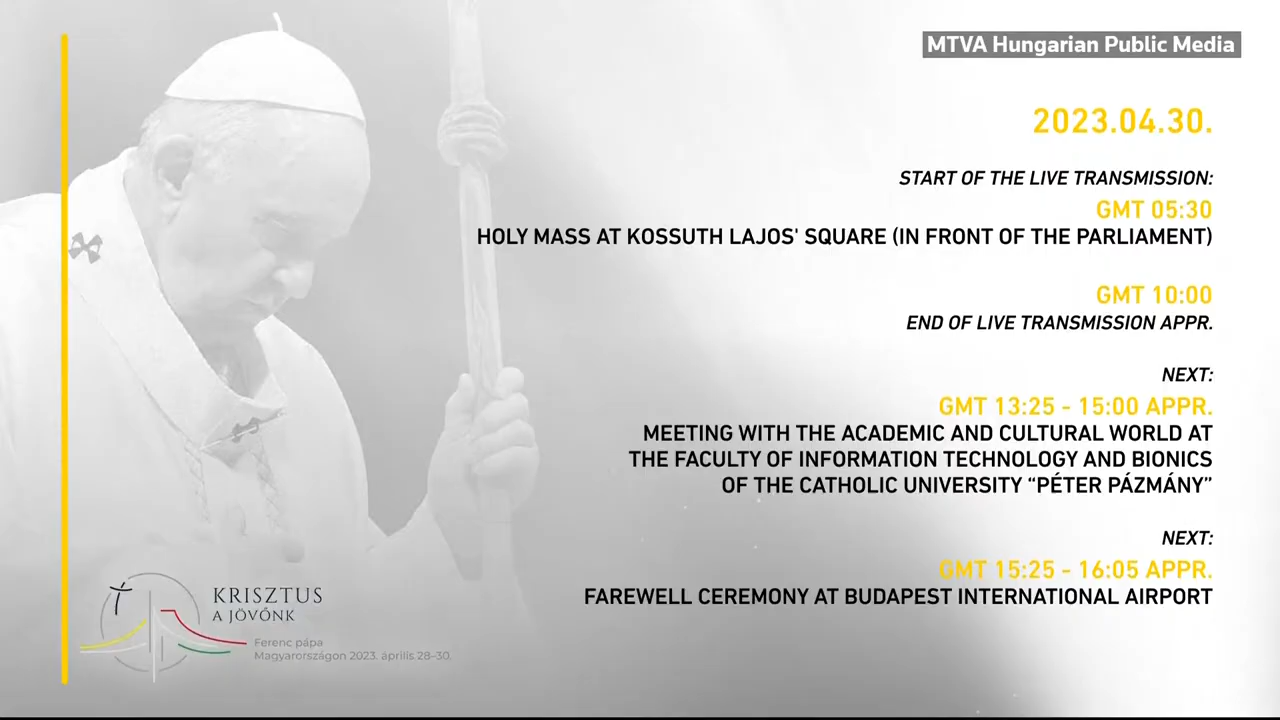 MTVA Hungarian Public Media
2023.04.30.
START OF THE LIVE TRANSMISSION:
GMT 05:30
HOLY MASS AT KOSSUTH LAJOS' SQUARE (IN FRONT OF THE PARLIAMENT)
GMT 10:00
END OF LIVE TRANSMISSION APPR.
NEXT:
GMT 13:25 - 15:00 APPR.
MEETING WITH THE ACADEMIC AND CULTURAL WORLD AT
THE FACULTY OF INFORMATION TECHNOLOGY AND BIONICS
OF THE CATHOLIC UNIVERSITY “PÉTER PÁZMÁNY”
NEXT:
GMT 15:25 - 16:05 APPR.
FAREWELL CEREMONY AT BUDAPEST INTERNATIONAL AIRPORT
KRISZTUS
A JÖVŐNK
Ferenc pápa
Magyarországon 2023. április 28–30.